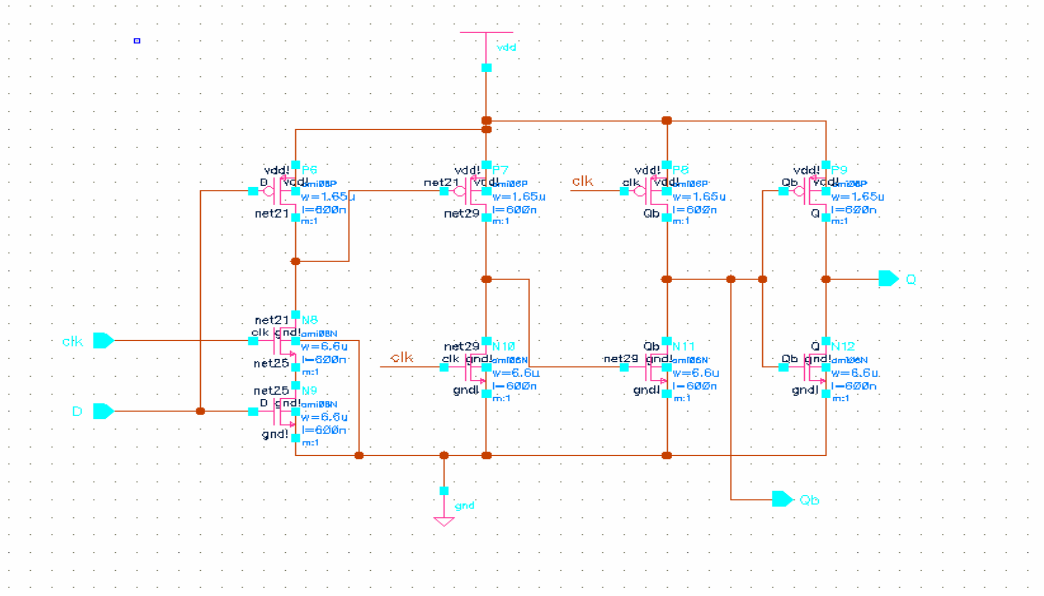 vdd
vdd! P6
D vdd! ami06P
w=1.65u
net21 l=600n
m:1
vdd! P7
net21 vdd! ami06P
w=1.65u
net29 l=600n
m:1
clk
vdd! P8
clk vdd! ami06P
w=1.65u
Qb l=600n
m:1
vdd! P9
Qb vdd! ami06P
w=1.65u
Q l=600n
m:1
Q
net21 N8
clk
clk gnd! ami06N
w=6.6u
net25 l=600n
m:1
clk
net29 N10
clk gnd! ami06N
w=6.6u
l=600n
gnd! m:1
Qb N11
net29 gnd! ami06N
w=6.6u
l=600n
gnd! m:1
Q N12
Qb gnd! ami06N
w=6.6u
l=600n
gnd! m:1
net25 N9
D
D gnd! ami06N
w=6.6u
l=600n
gnd! m:1
gnd
Qb